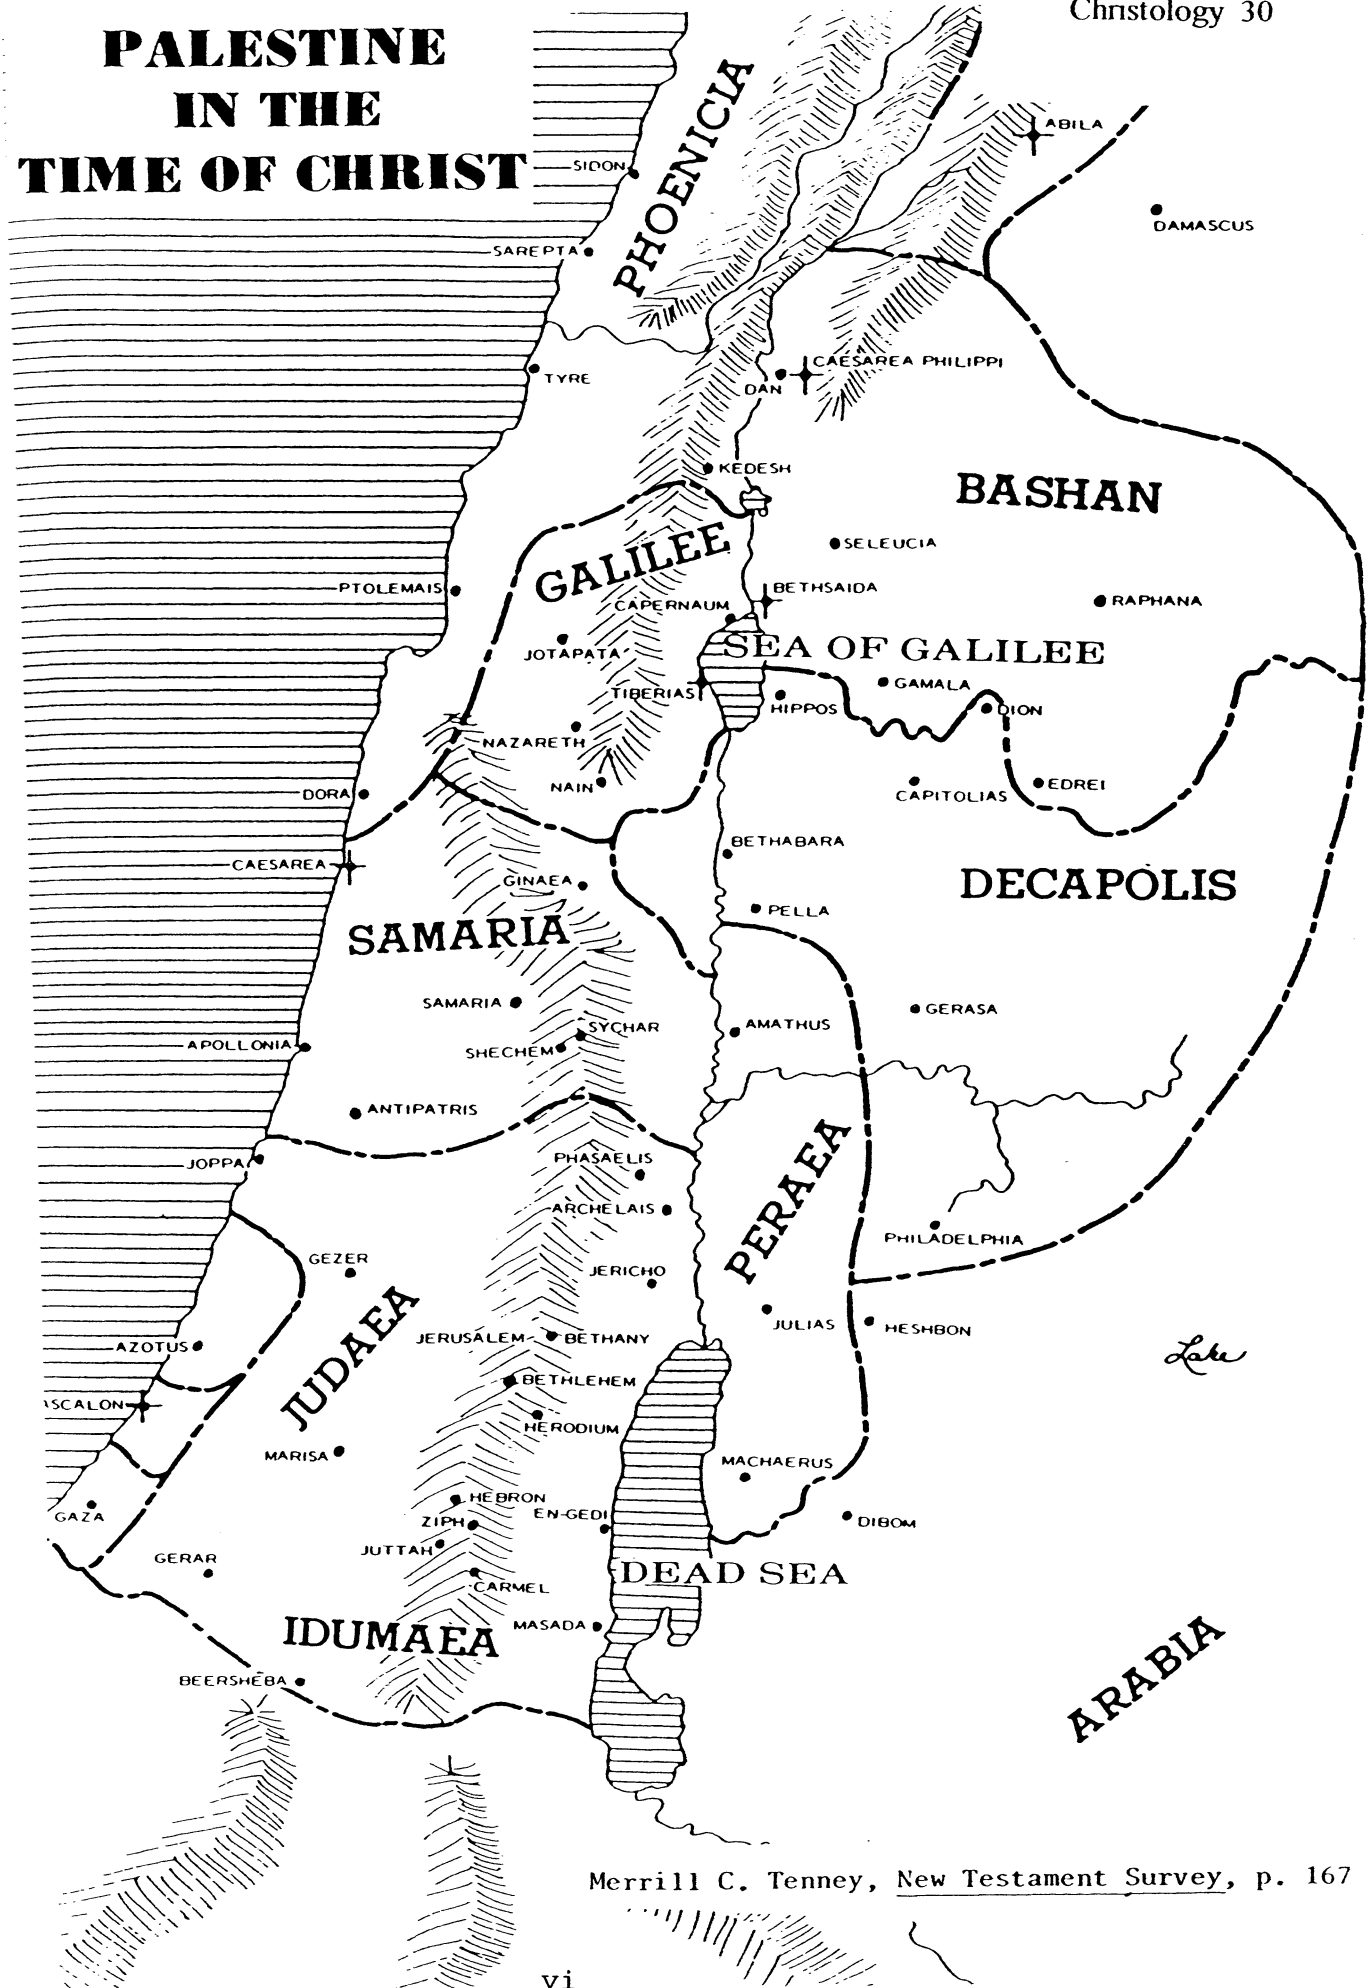 Christology 30
PALESTINE
IN THE
TIME OF CHRIST
PHOENICIA
ABILA
SIDON
DAMASCUS
SAREPTA
TYRE
CAESAREA PHILIPPI
DAN
KEDESH
BASHAN
GALILEE
SELEUCIA
PTOLEMAIS
BETHSAIDA
CAPERNAUM
RAPHANA
JOTAPATA
SEA OF GALILEE
TIBERIAS
GAMALA
HIPPOS
DION
NAZARETH
NAIN
DORA
CAPITOLIAS
EDREI
BETHABARA
CAESAREA
GINAEA
DECAPOLIS
PELLA
SAMARIA
SAMARIA
GERASA
SYCHAR
AMATHUS
APOLLONIA
SHECHEM
ANTIPATRIS
JOPPA
PHASAELIS
PERAEA
ARCHELAIS
PHILADELPHIA
GEZER
JERICHO
JULIAS
HESHBON
JUDAEA
JERUSALEM
BETHANY
AZOTUS
Lake
BETHLEHEM
ASCALON
HERODIUM
MARISA
MACHAERUS
HEBRON
EN-GEDI
GAZA
ZIPH
DIBOM
JUTTAH
GERAR
DEAD SEA
CARMEL
IDUMAEA
MASADA
BEERSHEBA
ARABIA
Merrill C. Tenney, New Testament Survey, p. 167
vi